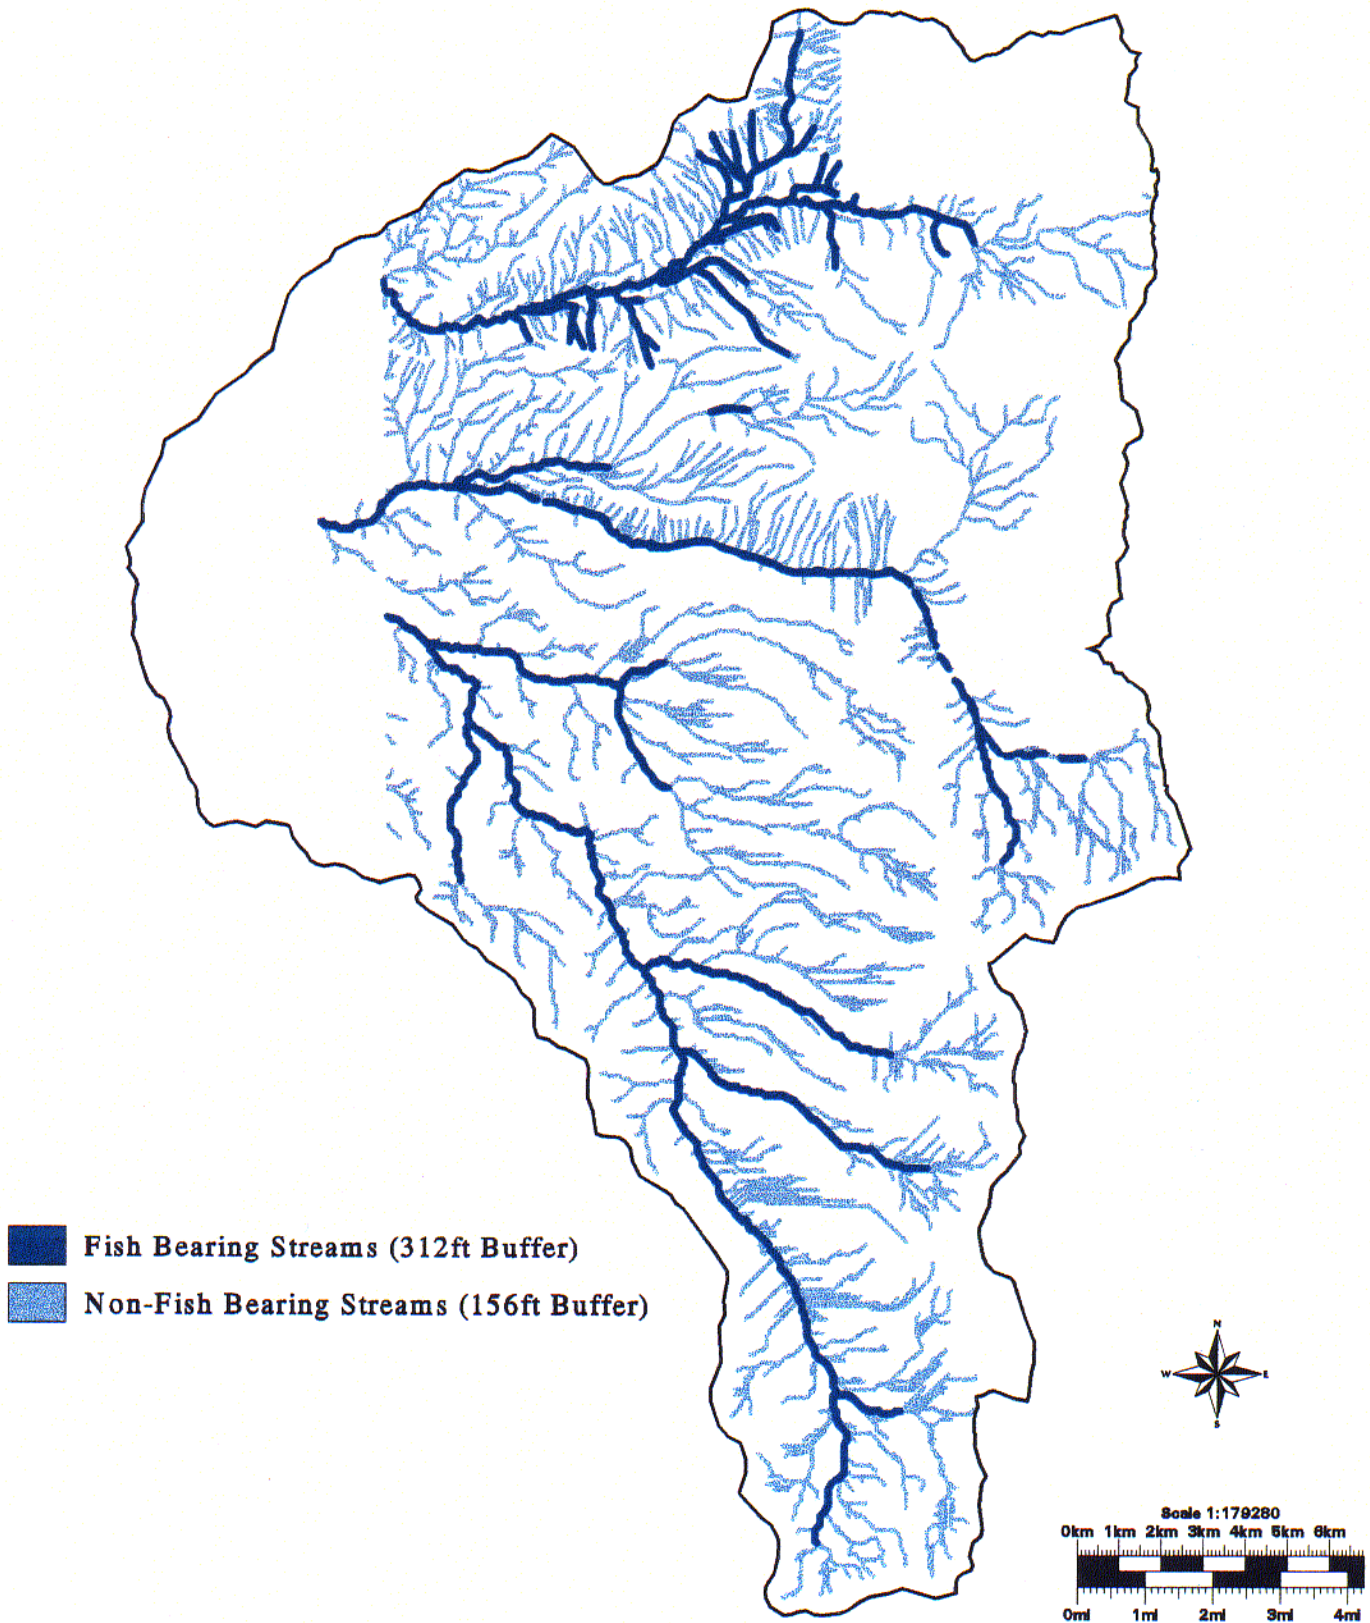 Fish Bearing Streams (312ft Buffer)
Non-Fish Bearing Streams (156ft Buffer)
N
W E
S
Scale 1:179280
0km 1km 2km 3km 4km 5km 6km
0mi 1mi 2mi 3mi 4mi